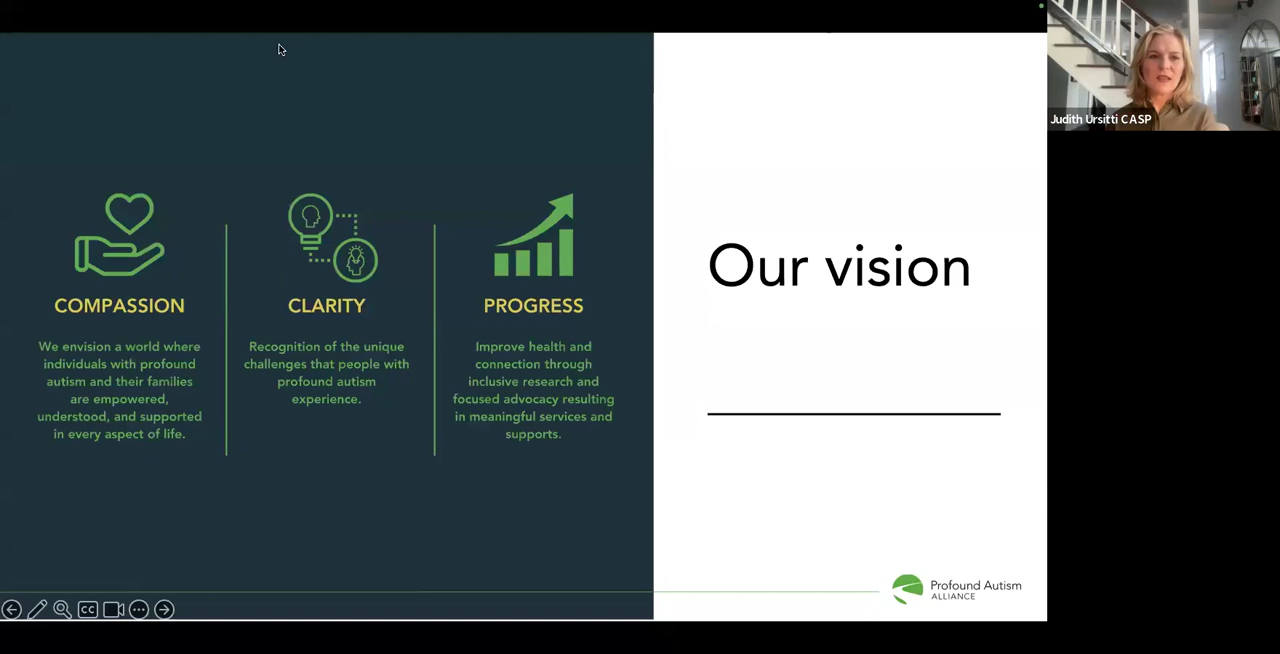 COMPASSION
We envision a world where
individuals with profound
autism and their families
are empowered,
understood, and supported
in every aspect of life.
CLARITY
Recognition of the unique
challenges that people with
profound autism
experience.
PROGRESS
Improve health and
connection through
inclusive research and
focused advocacy resulting
in meaningful services and
supports.
Our vision
Profound Autism
ALLIANCE
Judith Ursitti CASP
CC